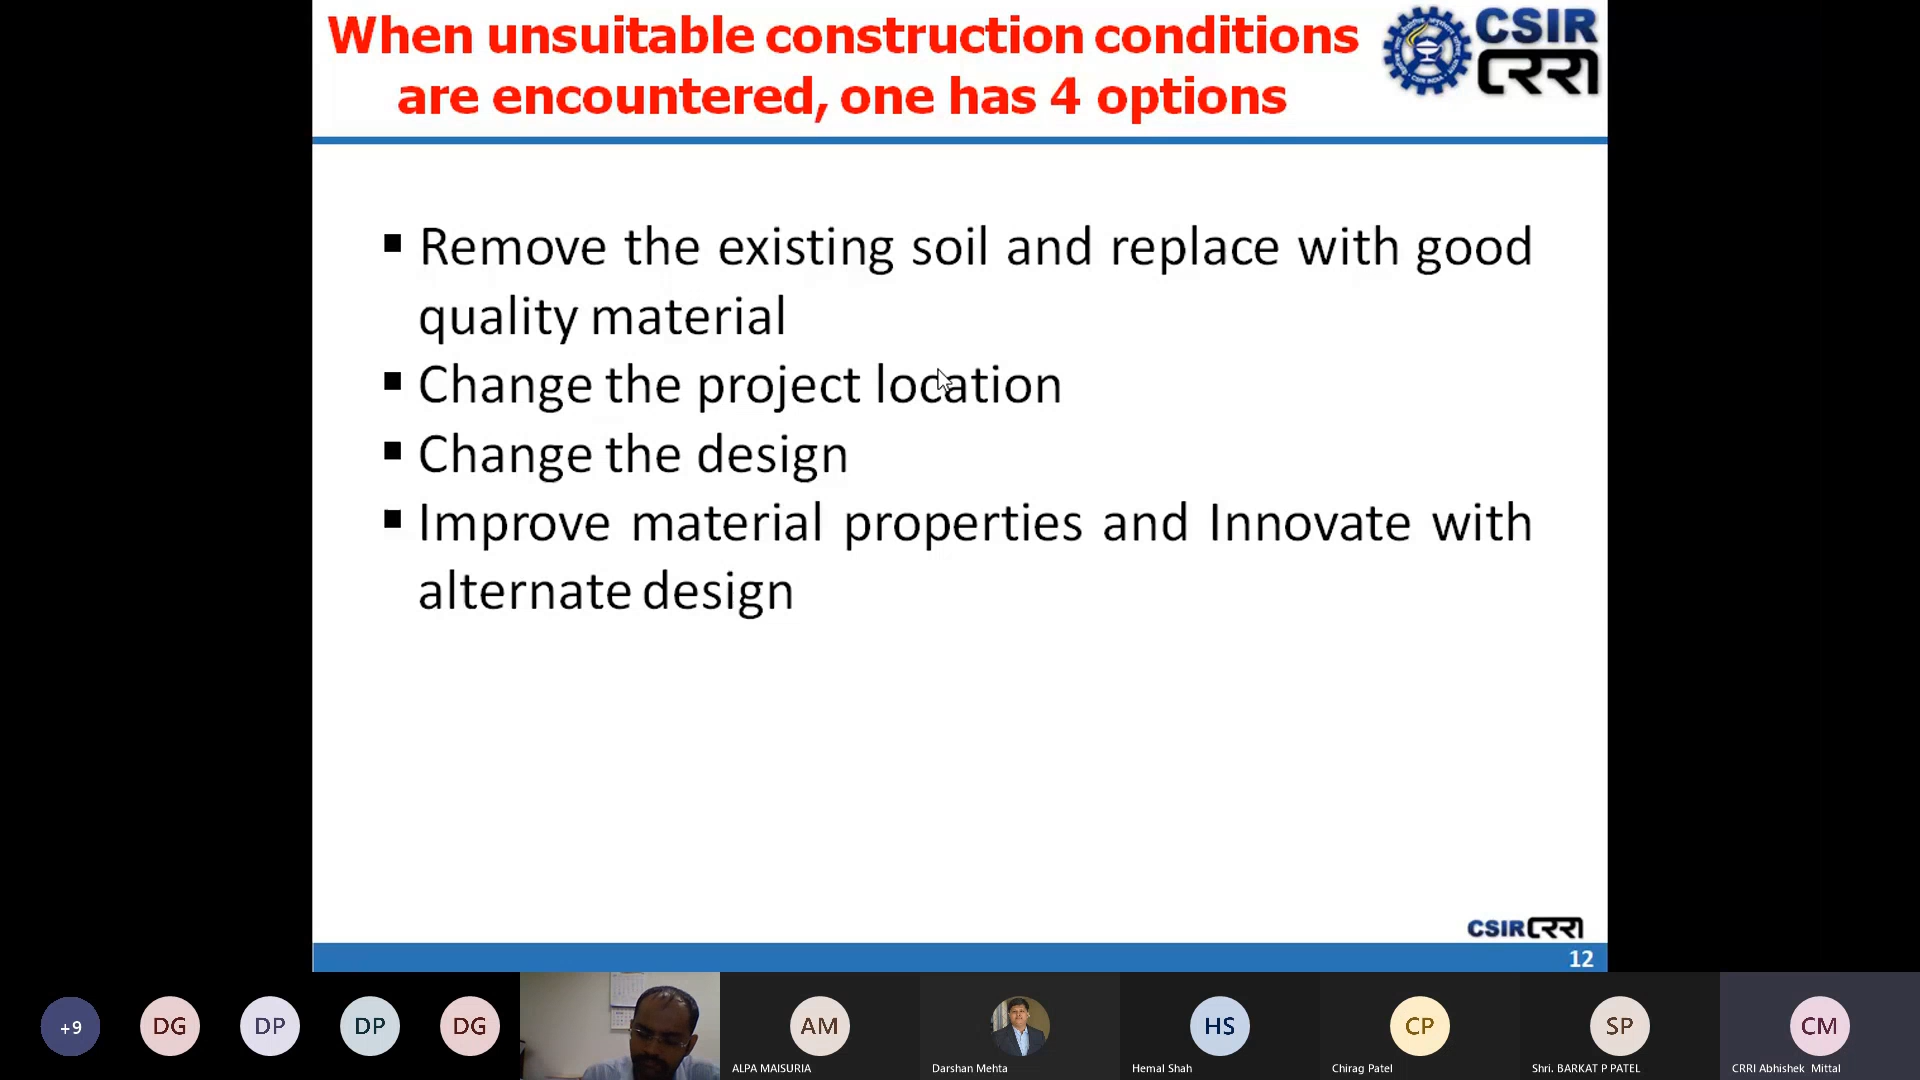 When unsuitable construction conditions
are encountered, one has 4 options
CSIR
CRRI
▪ Remove the existing soil and replace with good
quality material
▪ Change the project location
▪ Change the design
▪ Improve material properties and Innovate with
alternate design
CSIR CRRI
12
+9
DG
DP
DP
DG
AM
HS
CP
SP
CM
ALPA MAISURIA
Darshan Mehta
Hemal Shah
Chirag Patel
Shri. BARKAT P PATEL
CRRI Abhishek Mittal